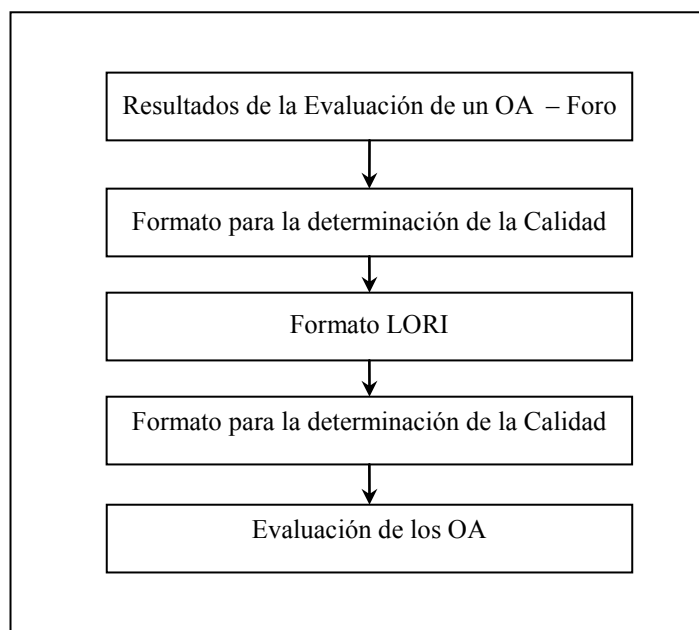 Resultados de la Evaluación de un OA – Foro
Formato para la determinación de la Calidad
Formato LORI
Formato para la determinación de la Calidad
Evaluación de los OA